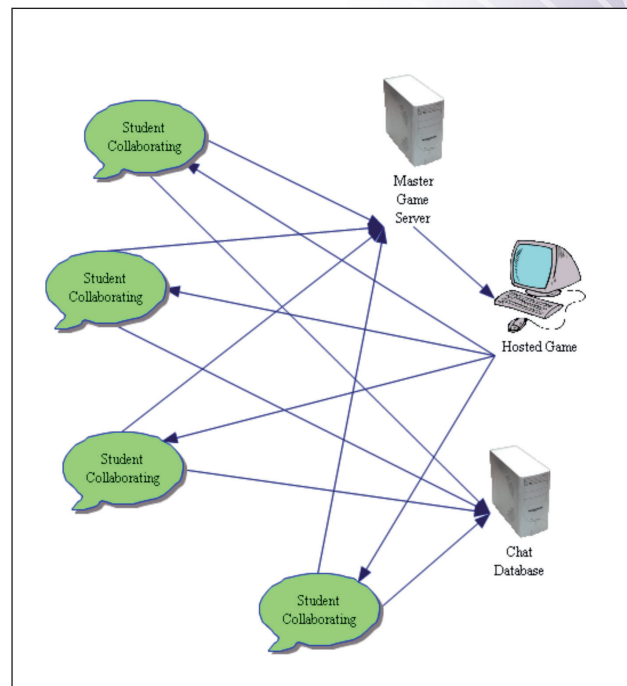 Student
Collaborating
Master
Game
Server
Student
Collaborating
Hosted Game
Student
Collaborating
Chat
Database
Student
Collaborating